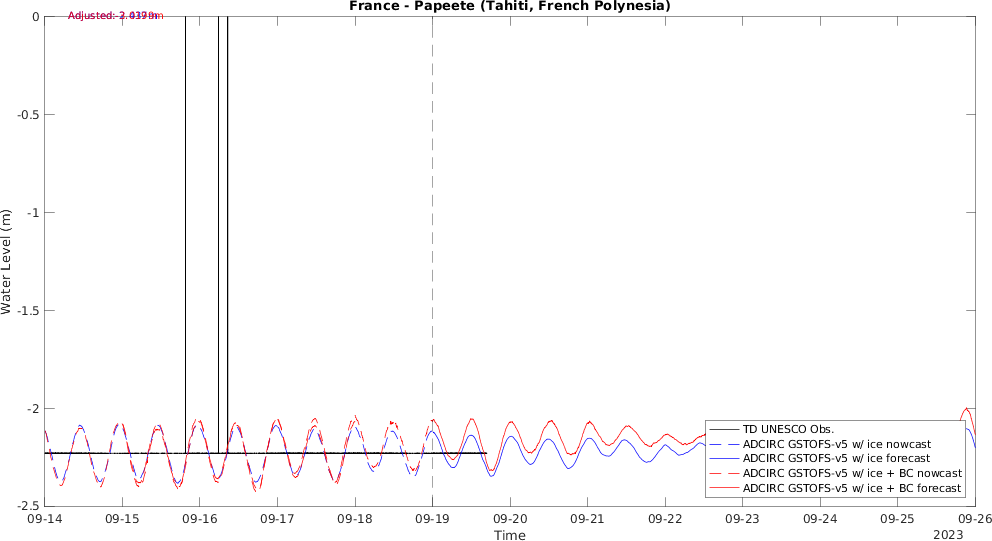 France - Papeete (Tahiti, French Polynesia)
Adjusted:
0
-0.5
-1
-1.5
-2
-2.5
Water Level (m)
TD UNESCO Obs.
ADCIRC GSTOFS-v5 w/ ice nowcast
ADCIRC GSTOFS-v5 w/ ice forecast
ADCIRC GSTOFS-v5 w/ ice + BC nowcast
ADCIRC GSTOFS-v5 w/ ice + BC forecast
09-14 09-15 09-16 09-17 09-18 09-19 09-20 09-21 09-22 09-23 09-24 09-25 09-26
Time
2023